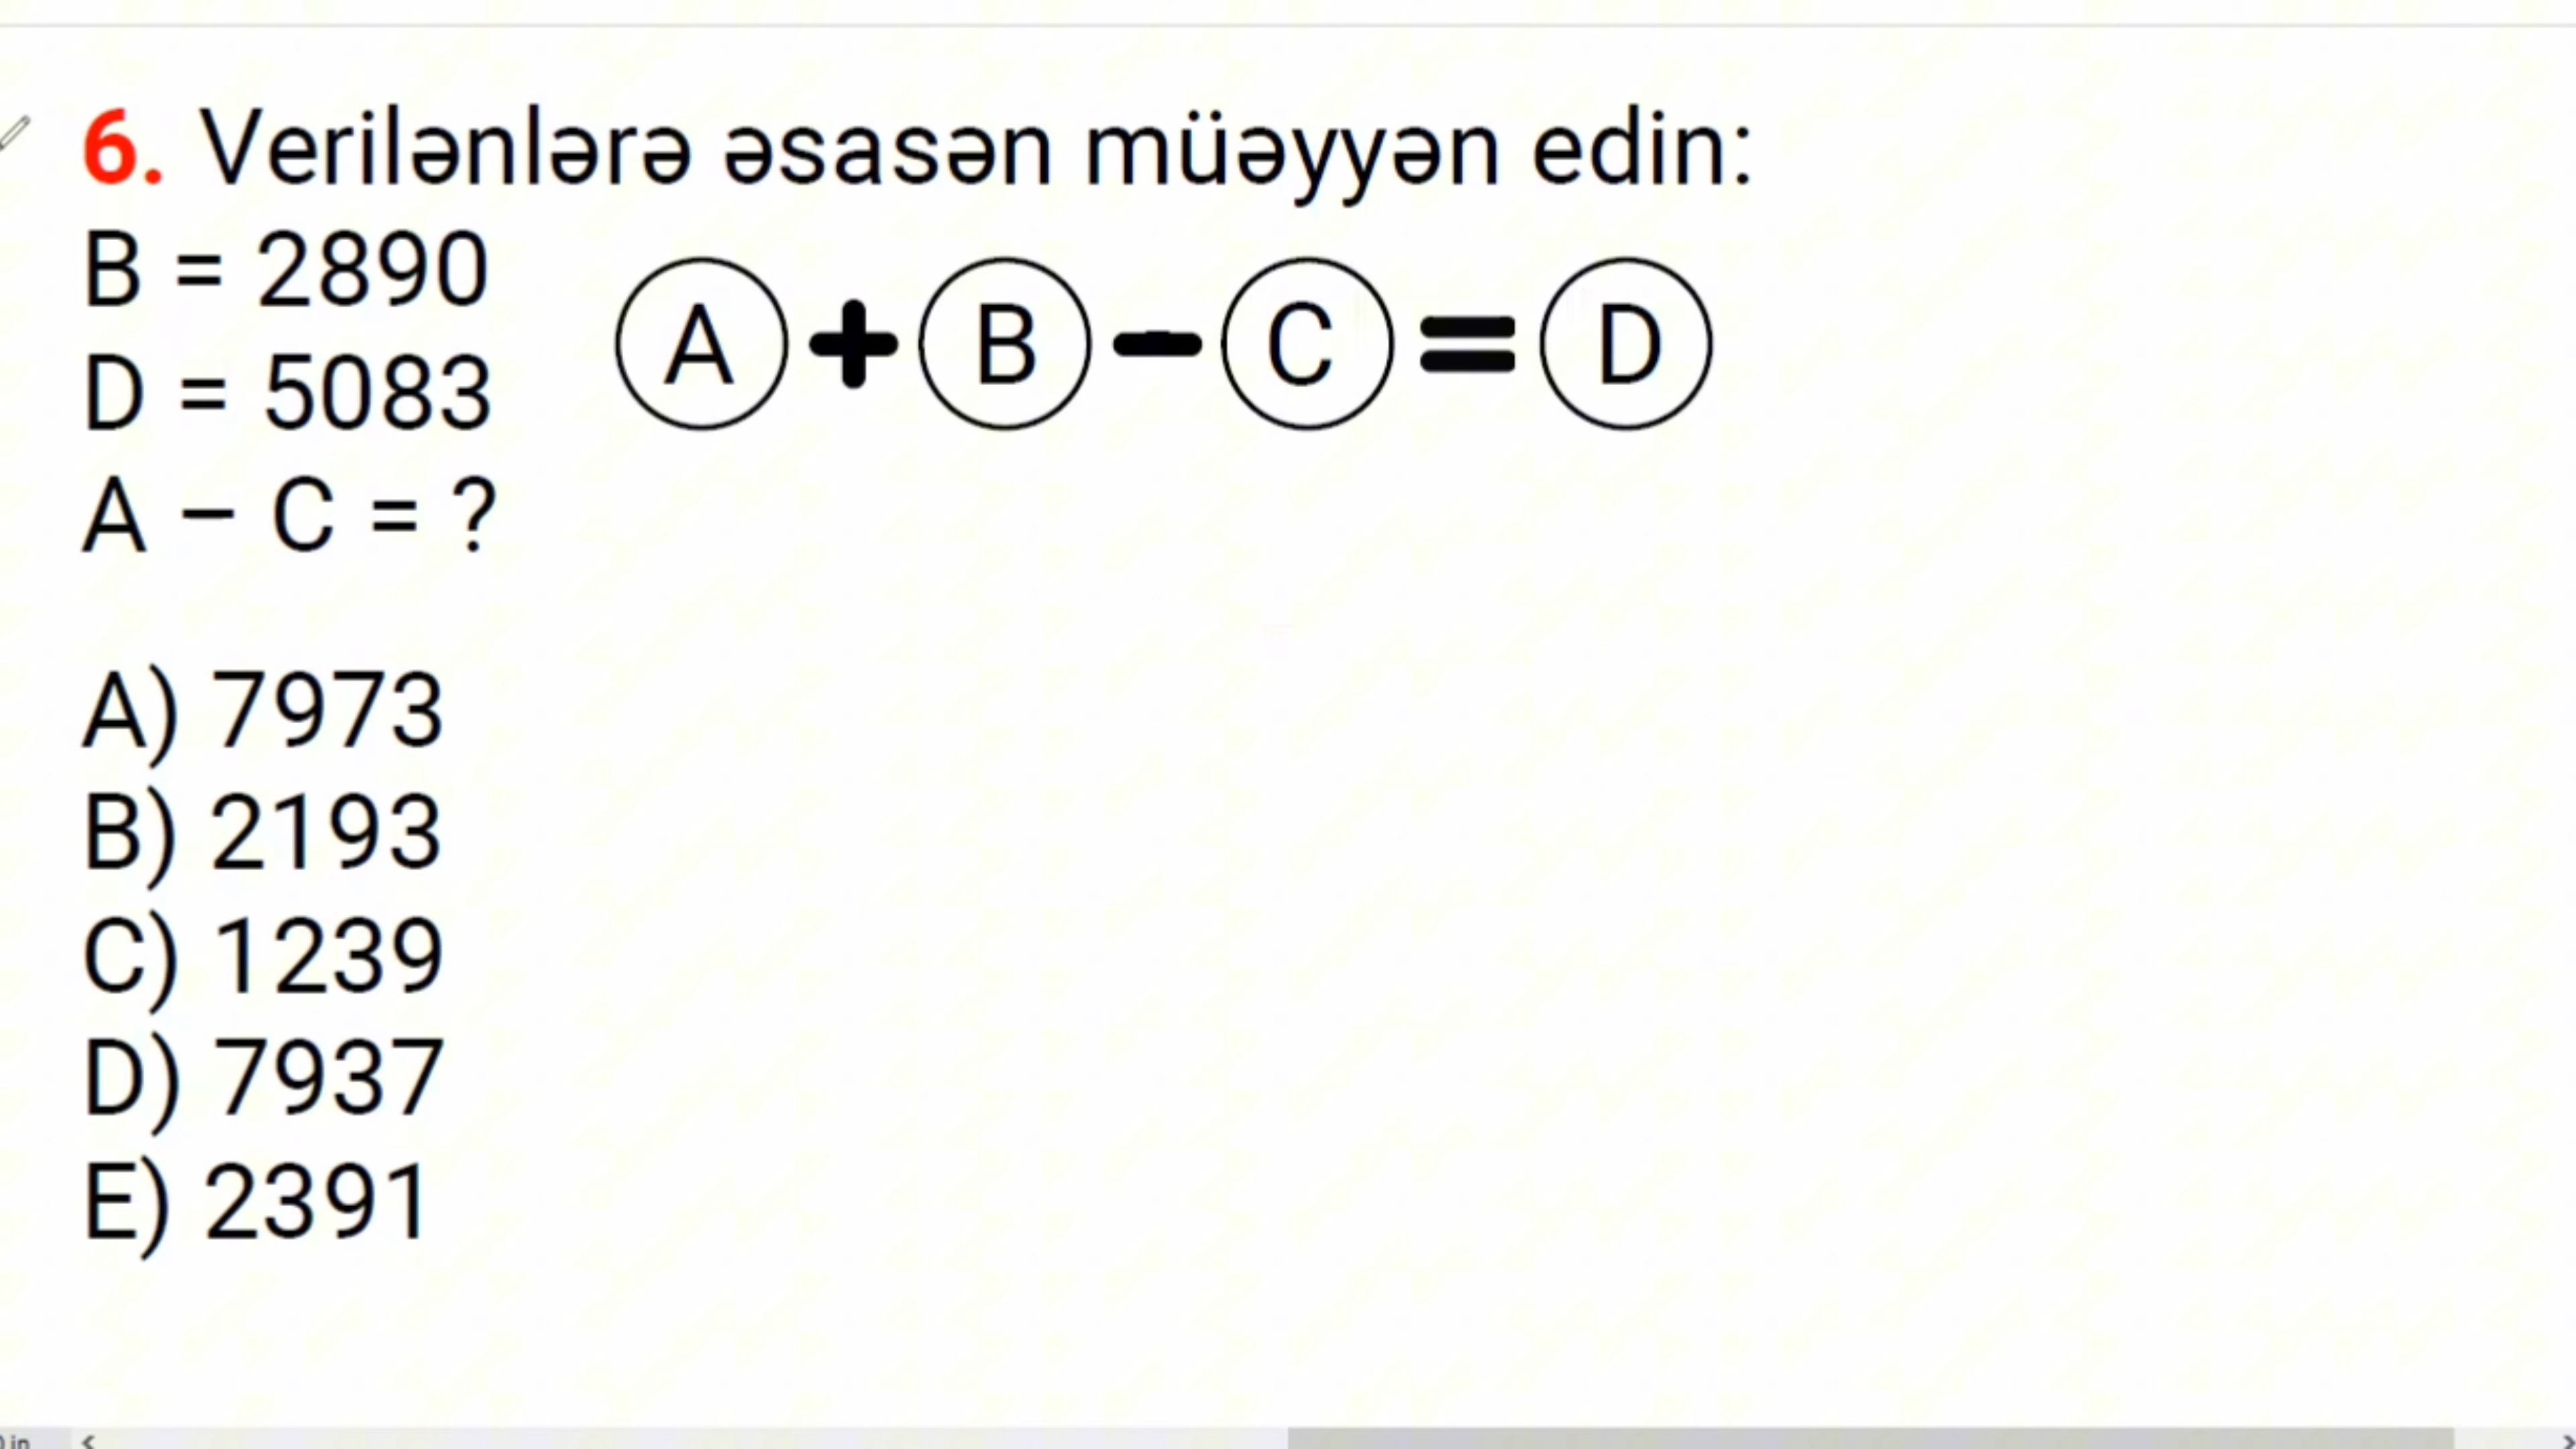 6. Verilənlərə əsasən müəyyən edin:
B = 2890
D = 5083
A – C = ?
A + B - C = D
A) 7973
B) 2193
C) 1239
D) 7937
E) 2391